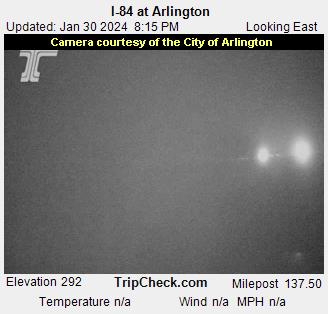 I-84 at Arlington
Updated: Jan 30 2024 8:15 PM Looking East
Camera courtesy of the City of Arlington
Elevation 292 TripCheck.com Milepost 137.50
Temperature n/a Wind n/a MPH n/a